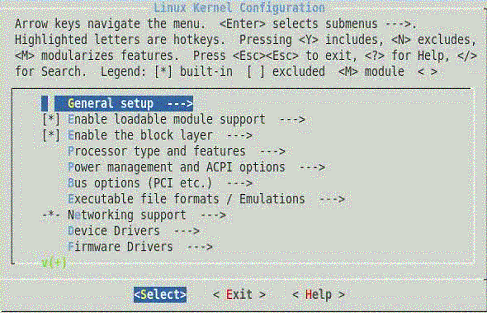 Linux Kernel Configuration
Arrow keys navigate the menu. <Enter> selects submenus --->.
Highlighted letters are hotkeys. Pressing <Y> includes, <N> excludes,
<M> modularizes features. Press <Esc><Esc> to exit, <?> for Help, </>
for Search. Legend: [*] built-in [ ] excluded <M> module < >
General setup --->
[*] Enable loadable module support --->
[*] Enable the block layer --->
Processor type and features --->
Power management and ACPI options --->
Bus options (PCI etc.) --->
Executable file formats / Emulations --->
-*- Networking support --->
Device Drivers --->
Firmware Drivers --->
v(+)
<Select> < Exit > < Help >